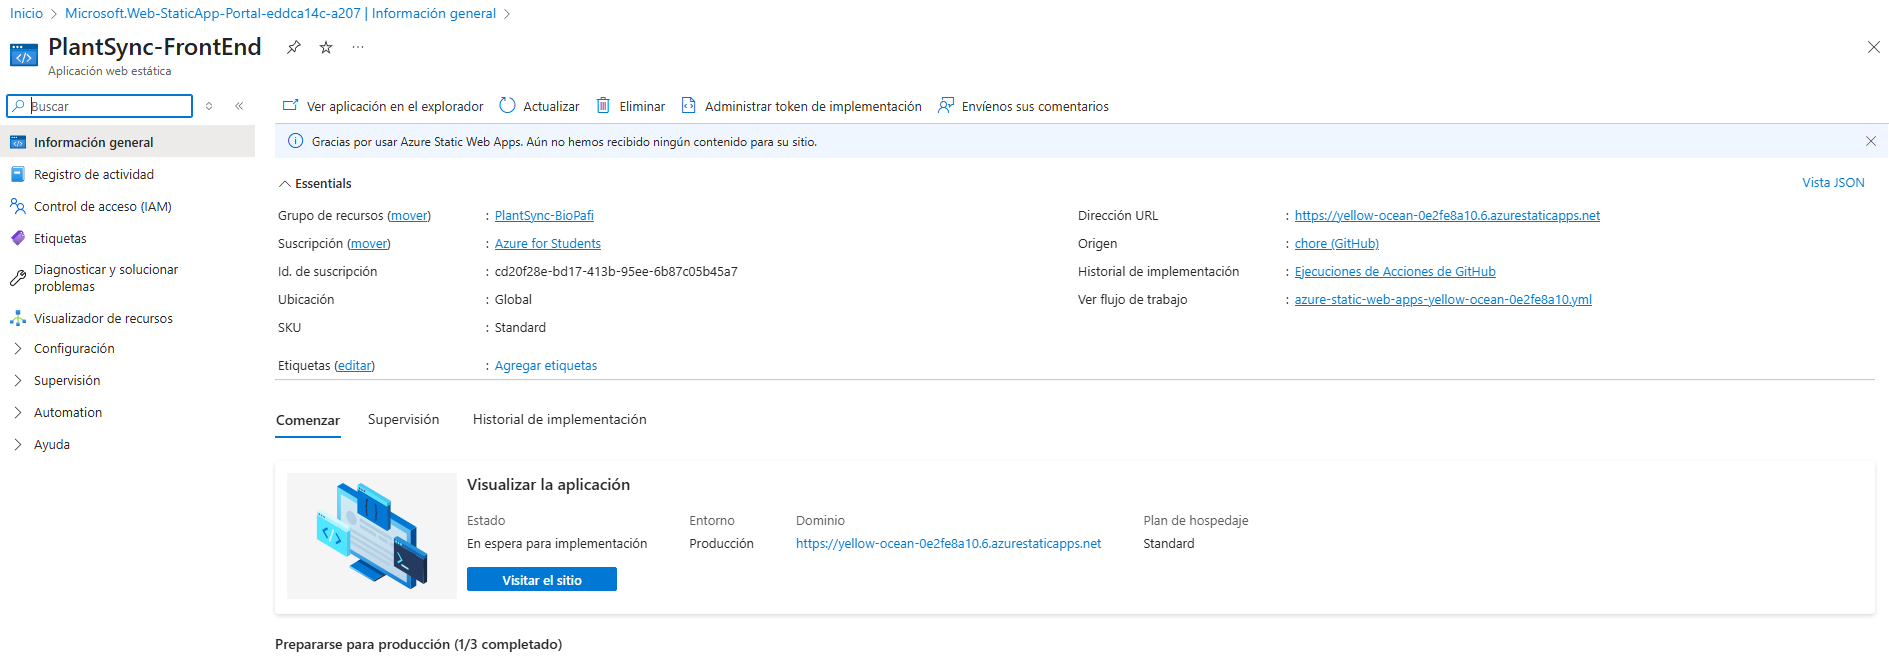 Inicio > Microsoft.Web-StaticApp-Portal-eddca14c-a207 | Información general >
PlantSync-FrontEnd
Aplicación web estática
Buscar
Ver aplicación en el explorador Actualizar Eliminar Administrar token de implementación Envíenos sus comentarios
Gracias por usar Azure Static Web Apps. Aún no hemos recibido ningún contenido para su sitio.
Información general
Registro de actividad
Control de acceso (IAM)
Etiquetas
Diagnosticar y solucionar
problemas
Visualizador de recursos
Configuración
Supervisión
Automation
Ayuda
Essentials
Vista JSON
Grupo de recursos (mover) : PlantSync-BioPafi
Suscripción (mover) : Azure for Students
Id. de suscripción : cd20f28e-bd17-413b-95ee-6b87c05b45a7
Ubicación : Global
SKU : Standard
Etiquetas (editar) : Agregar etiquetas
Dirección URL : https://yellow-ocean-0e2fe8a10.6.azurestaticapps.net
Origen : chore (GitHub)
Historial de implementación : Ejecuciones de Acciones de GitHub
Ver flujo de trabajo : azure-static-web-apps-yellow-ocean-0e2fe8a10.yml
Comenzar Supervisión Historial de implementación
Visualizar la aplicación
Estado Entorno Dominio Plan de hospedaje
En espera para implementación Producción https://yellow-ocean-0e2fe8a10.6.azurestaticapps.net Standard
Visitar el sitio
Prepararse para producción (1/3 completado)